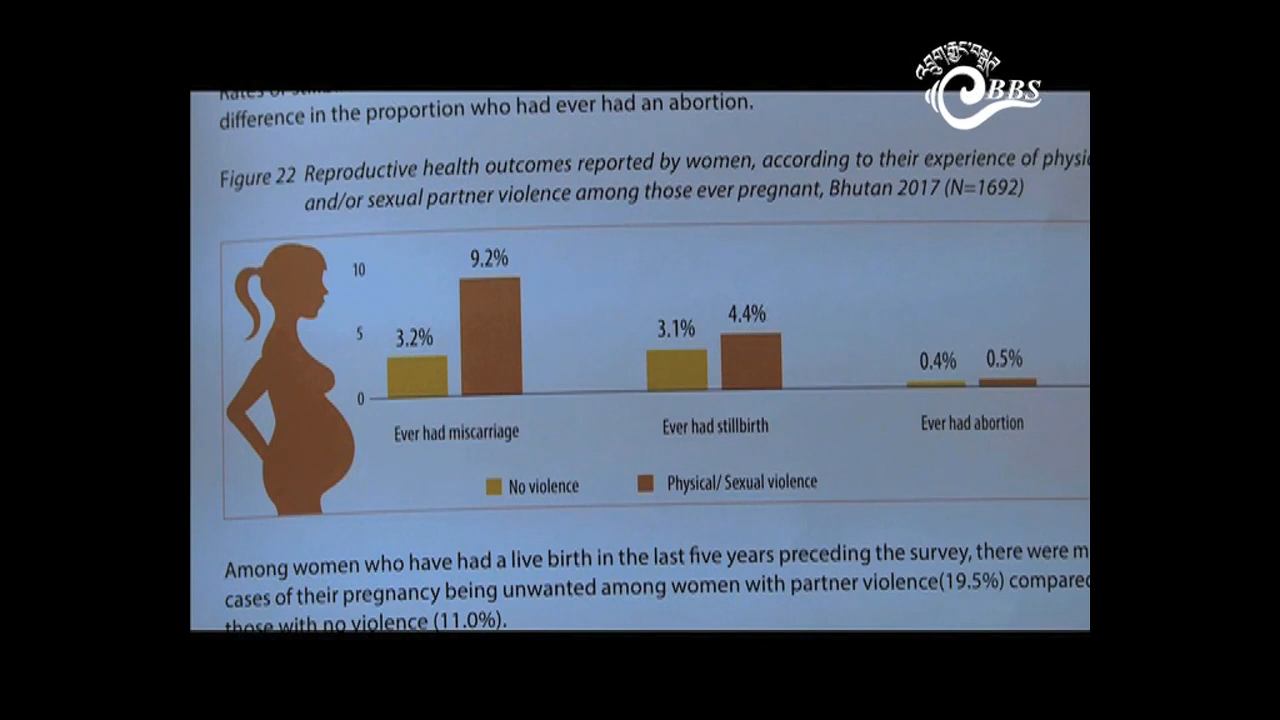 འབྲུག་རྒྱང་བསྒྲགས
BBS
Rates of
difference in the proportion who had ever had an abortion.
Figure 22 Reproductive health outcomes reported by women, according to their experience of physi
and/or sexual partner violence among those ever pregnant, Bhutan 2017 (N=1692)
10
5
0
3.2%
9.2%
3.1%
4.4%
0.4%
0.5%
Ever had miscarriage
Ever had stillbirth
Ever had abortion
No violence
Physical/ Sexual violence
Among women who have had a live birth in the last five years preceding the survey, there were m
cases of their pregnancy being unwanted among women with partner violence(19.5%) compared
those with no violence (11.0%).